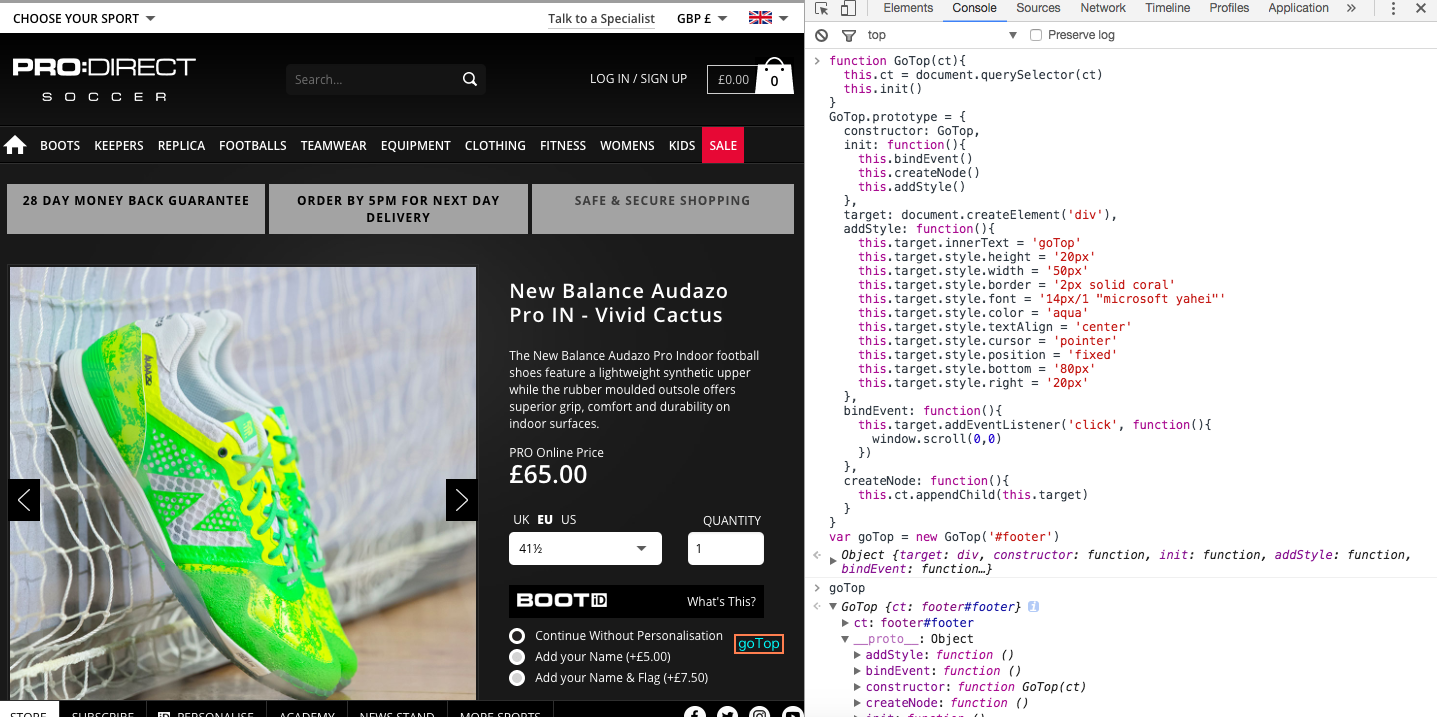 CHOOSE YOUR SPORT
Talk to a Specialist
GBP £
PRO:DIRECT
SOCCER
Search...
LOG IN / SIGN UP
£0.00
0
BOOTS KEEPERS REPLICA FOOTBALLS TEAMWEAR EQUIPMENT CLOTHING FITNESS WOMENS KIDS SALE
28 DAY MONEY BACK GUARANTEE
ORDER BY 5PM FOR NEXT DAY
DELIVERY
SAFE & SECURE SHOPPING
AUDAZO
New Balance Audazo
Pro IN - Vivid Cactus
The New Balance Audazo Pro Indoor football
shoes feature a lightweight synthetic upper
while the rubber moulded outsole offers
superior grip, comfort and durability on
indoor surfaces.
PRO Online Price
£65.00
UK EU US
QUANTITY
41½
1
BOOTiD
What's This?
Continue Without Personalisation
Add your Name (+£5.00)
Add your Name & Flag (+£7.50)
goTop
STORE SUBSCRIBE iD PERSONALISE ACADEMY NEWS STAND MORE SPORTS
Elements Console Sources Network Timeline Profiles Application »
top
Preserve log
function GoTop(ct){
this.ct = document.querySelector(ct)
this.init()
}
GoTop.prototype = {
constructor: GoTop,
init: function(){
this.bindEvent()
this.createNode()
this.addStyle()
},
target: document.createElement('div'),
addStyle: function(){
this.target.innerText = 'goTop'
this.target.style.height = '20px'
this.target.style.width = '50px'
this.target.style.border = '2px solid coral'
this.target.style.font = '14px/1 "microsoft yahei"'
this.target.style.color = 'aqua'
this.target.style.textAlign = 'center'
this.target.style.cursor = 'pointer'
this.target.style.position = 'fixed'
this.target.style.bottom = '80px'
this.target.style.right = '20px'
},
bindEvent: function(){
this.target.addEventListener('click', function(){
window.scroll(0,0)
})
},
createNode: function(){
this.ct.appendChild(this.target)
}
}
var goTop = new GoTop('#footer')
Object {target: div, constructor: function, init: function, addStyle: function,
bindEvent: function…}
goTop
GoTop {ct: footer#footer}
ct: footer#footer
__proto__: Object
addStyle: function ()
bindEvent: function ()
constructor: function GoTop(ct)
createNode: function ()
init: function ()